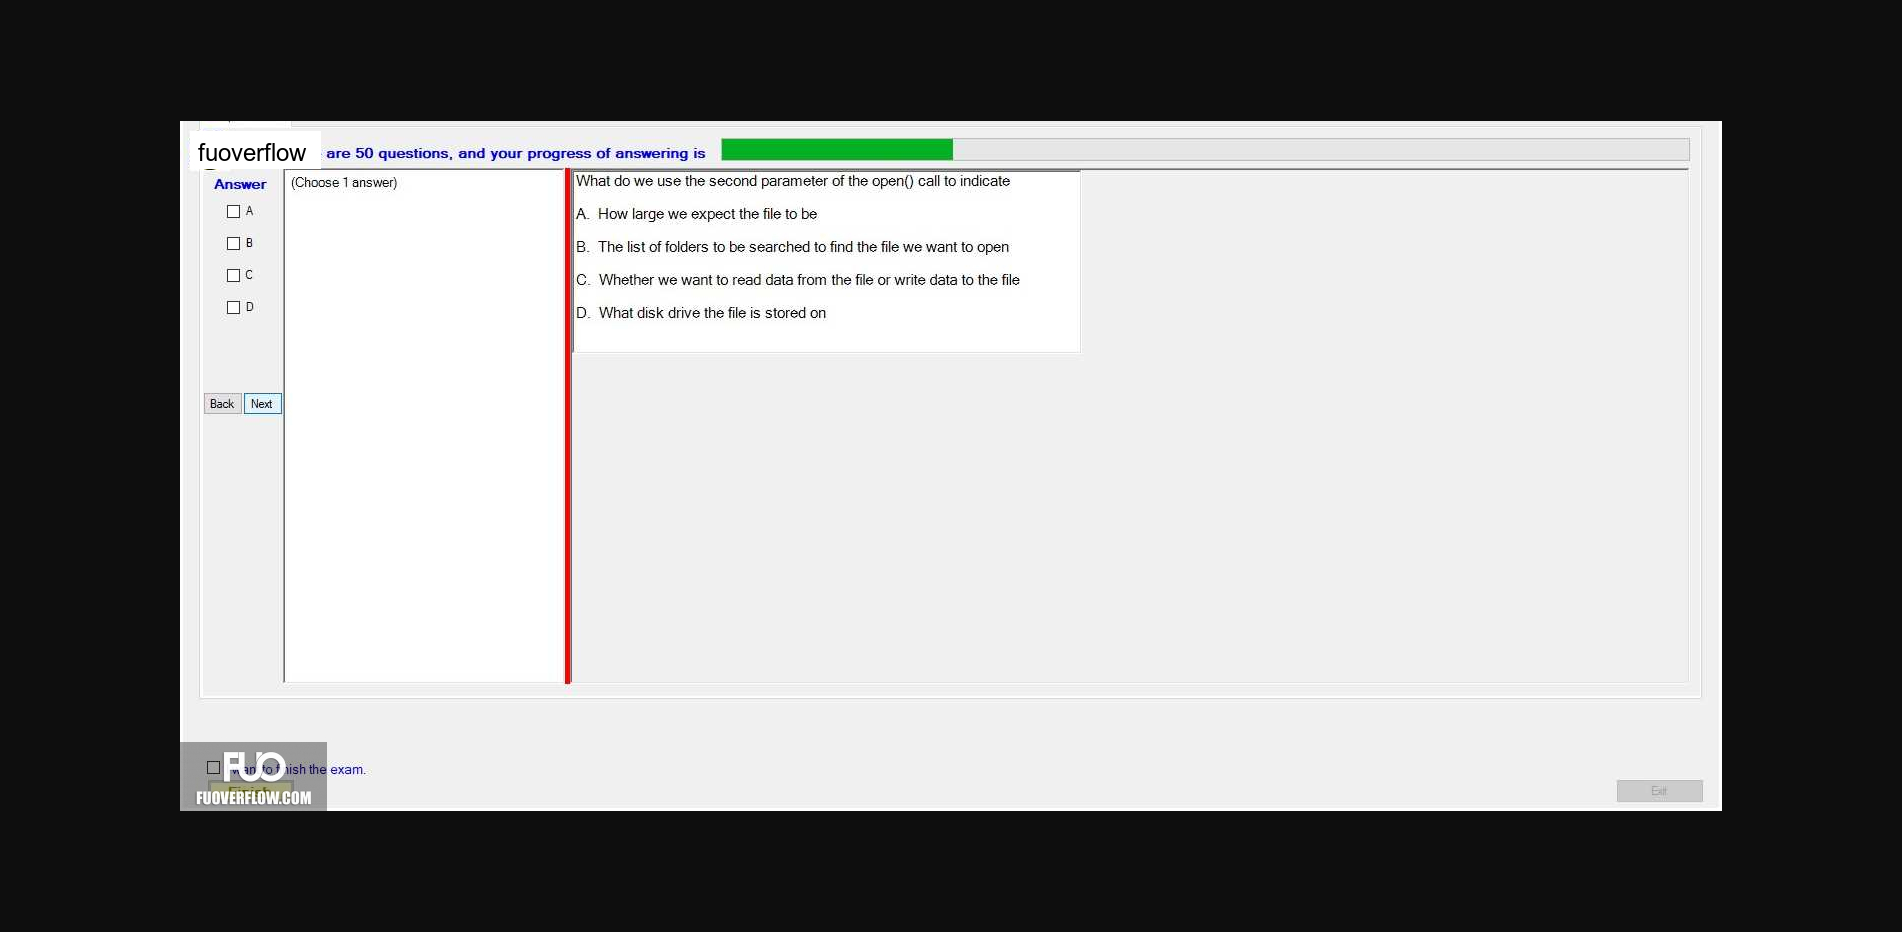 fuoverflow are 50 questions, and your progress of answering is
Answer
(Choose 1 answer)
A
B
C
D
Back Next
What do we use the second parameter of the open() call to indicate
A. How large we expect the file to be
B. The list of folders to be searched to find the file we want to open
C. Whether we want to read data from the file or write data to the file
D. What disk drive the file is stored on
FUO
want to finish the exam.
Finish
FUOVERFLOW.COM
Exit